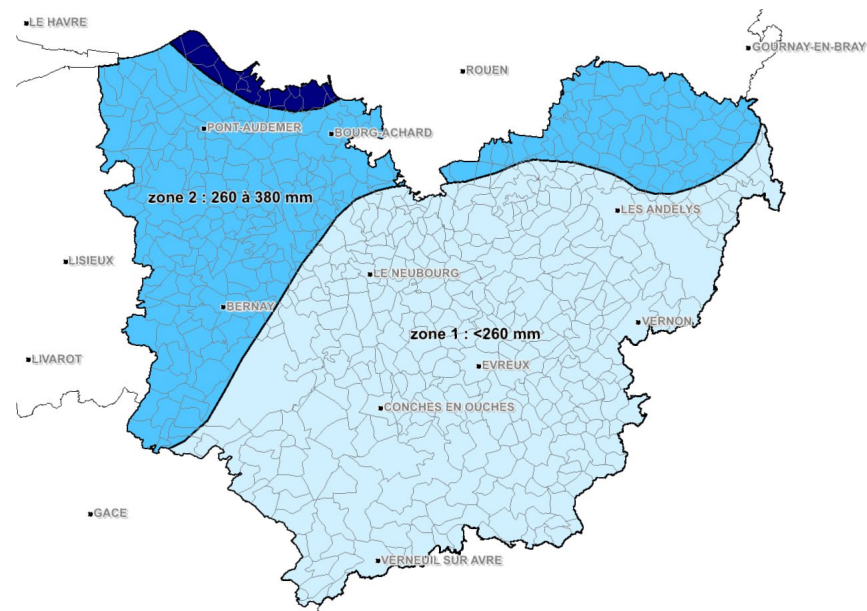 LE HAVRE
GOURNAY-EN-BRAY
ROUEN
PONT-AUDEMER
BOURG-ACHARD
zone 2 : 260 à 380 mm
LES ANDELYS
LISIEUX
LE NEUBOURG
BERNAY
VERNON
zone 1 : <260 mm
LIVAROT
EVREUX
CONCHES EN OUCHES
GACE
VERNEUIL SUR AVRE